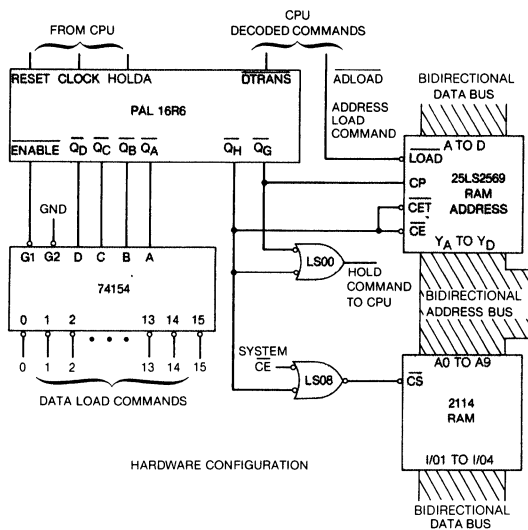 FROM CPU
CPU
DECODED COMMANDS
RESET CLOCK HOLDA DTRANS
ADLOAD
PAL 16R6
ADDRESS
LOAD
COMMAND
BIDIRECTIONAL
DATA BUS
ENABLE QD QC QB QA QH QG
A TO D
LOAD
25LS2569
RAM
ADDRESS
CP
CET
CE
YA TO YD
GND
G1 G2 D C B A
74154
LS00
HOLD
COMMAND
TO CPU
BIDIRECTIONAL
ADDRESS BUS
0 1 2 13 14 15
0 1 2 • • • 13 14 15
DATA LOAD COMMANDS
SYSTEM
CE
LS08
A0 TO A9
CS
2114
RAM
I/01 TO I/04
HARDWARE CONFIGURATION
BIDIRECTIONAL
DATA BUS